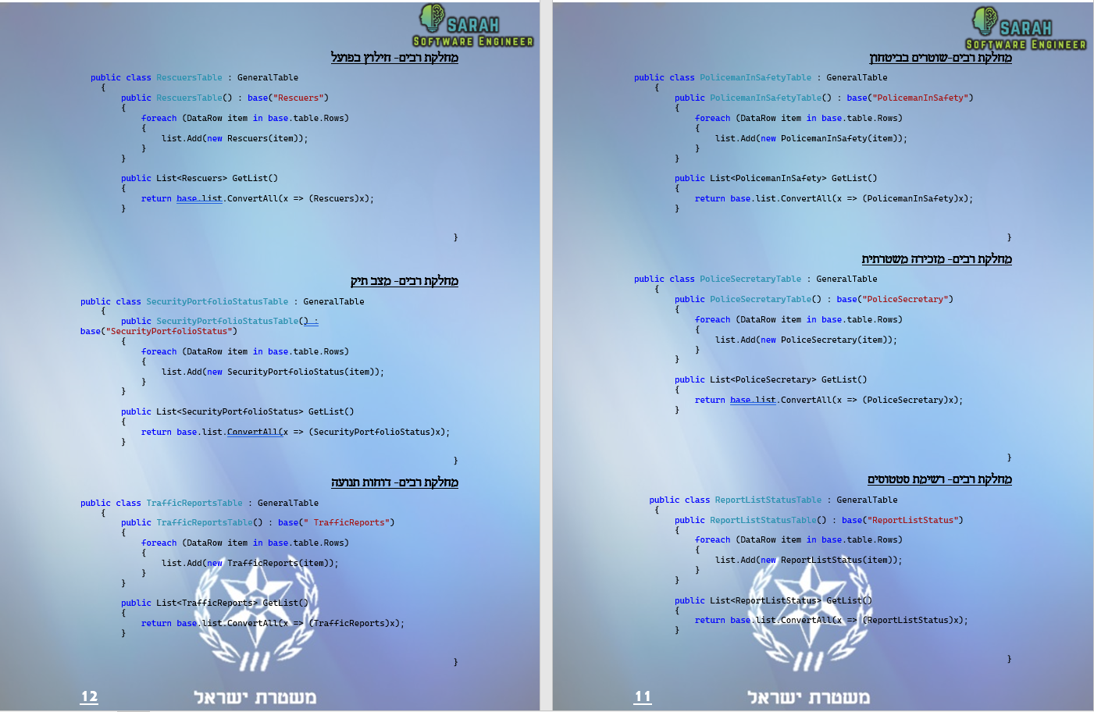 SARAH
SOFTWARE ENGINEER
מחלקת רבים-שוטרים בביטחון
public class PolicemanInSafetyTable : GeneralTable
{
public PolicemanInSafetyTable() : base("PolicemanInSafety")
{
foreach (DataRow item in base.table.Rows)
{
list.Add(new PolicemanInSafety(item));
}
}
public List<PolicemanInSafety> GetList()
{
return base.list.ConvertAll(x => (PolicemanInSafety)x);
}
}
מחלקת רבים- מזכירה משטרתית
public class PoliceSecretaryTable : GeneralTable
{
public PoliceSecretaryTable() : base("PoliceSecretary")
{
foreach (DataRow item in base.table.Rows)
{
list.Add(new PoliceSecretary(item));
}
}
public List<PoliceSecretary> GetList()
{
return base.list.ConvertAll(x => (PoliceSecretary)x);
}
}
מחלקת רבים- רשימת סטטוסים
public class ReportListStatusTable : GeneralTable
{
public ReportListStatusTable() : base("ReportListStatus")
{
foreach (DataRow item in base.table.Rows)
{
list.Add(new ReportListStatus(item));
}
}
public List<ReportListStatus> GetList()
{
return base.list.ConvertAll(x => (ReportListStatus)x);
}
}
משטרת ישראל
11
SARAH
SOFTWARE ENGINEER
מחלקת רבים- חילוץ בפועל
public class RescuersTable : GeneralTable
{
public RescuersTable() : base("Rescuers")
{
foreach (DataRow item in base.table.Rows)
{
list.Add(new Rescuers(item));
}
}
public List<Rescuers> GetList()
{
return base.list.ConvertAll(x => (Rescuers)x);
}
}
מחלקת רבים- מצב תיק
public class SecurityPortfolioStatusTable : GeneralTable
{
public SecurityPortfolioStatusTable() :
base("SecurityPortfolioStatus")
{
foreach (DataRow item in base.table.Rows)
{
list.Add(new SecurityPortfolioStatus(item));
}
}
public List<SecurityPortfolioStatus> GetList()
{
return base.list.ConvertAll(x => (SecurityPortfolioStatus)x);
}
}
מחלקת רבים- דוחות תנועה
public class TrafficReportsTable : GeneralTable
{
public TrafficReportsTable() : base(" TrafficReports")
{
foreach (DataRow item in base.table.Rows)
{
list.Add(new TrafficReports(item));
}
}
public List<TrafficReports> GetList()
{
return base.list.ConvertAll(x => (TrafficReports)x);
}
}
משטרת ישראל
12